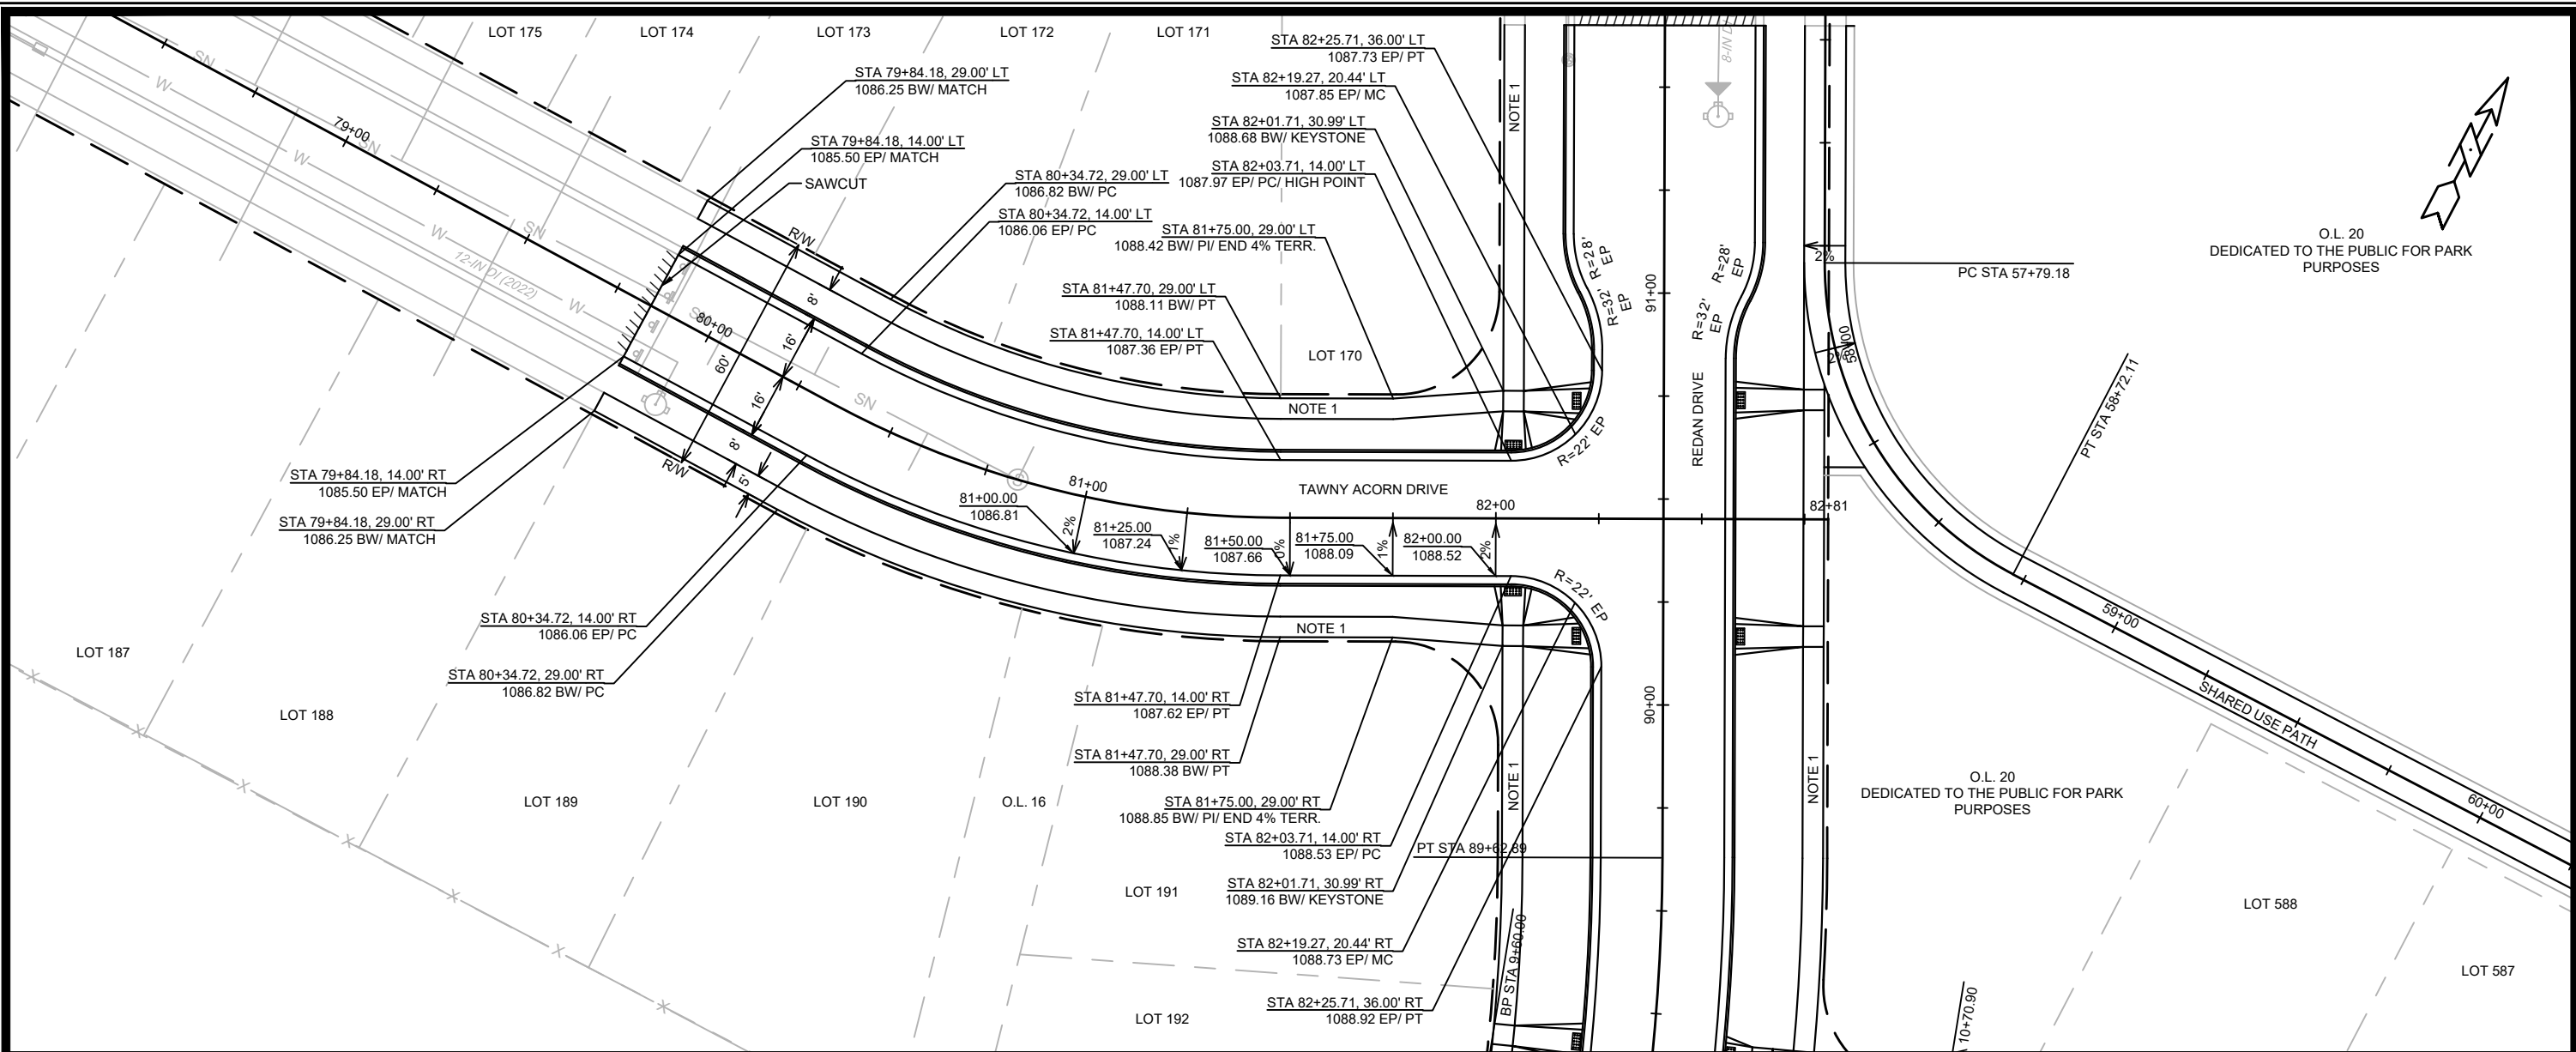 LOT 175
LOT 174
LOT 173
LOT 172
LOT 171
STA 82+25.71, 36.00' LT
1087.73 EP/ PT
STA 82+19.27, 20.44' LT
1087.85 EP/ MC
STA 82+01.71, 30.99' LT
1088.68 BW/ KEYSTONE
STA 82+03.71, 14.00' LT
1087.97 EP/ PC/ HIGH POINT
STA 81+75.00, 29.00' LT
1088.42 BW/ PI/ END 4% TERR.
STA 81+47.70, 29.00' LT
1088.11 BW/ PT
STA 81+47.70, 14.00' LT
1087.36 EP/ PT
STA 79+84.18, 29.00' LT
1086.25 BW/ MATCH
STA 79+84.18, 14.00' LT
1085.50 EP/ MATCH
SAWCUT
STA 80+34.72, 29.00' LT
1086.82 BW/ PC
STA 80+34.72, 14.00' LT
1086.06 EP/ PC
SN
W
79+00
SN
W
W
SN
12-IN DI (2022)
W
80+00
SN
R/W
8'
16'
60'
16'
8'
5'
R/W
NOTE 1
8-IN
R=28'
EP
R=32'
EP
R=28'
EP
R=32'
EP
91+00
REDAN DRIVE
LOT 170
NOTE 1
R=22' EP
TAWNY ACORN DRIVE
81+00
82+00
82+81
O.L. 20
DEDICATED TO THE PUBLIC FOR PARK
PURPOSES
PC STA 57+79.18
2%
2%
58+00
PT STA 58+72.11
59+00
SHARED USE PATH
60+00
81+00.00
1086.81
2%
81+25.00
1087.24
1%
81+50.00
1087.66
0%
81+75.00
1088.09
1%
82+00.00
1088.52
2%
R=22' EP
STA 79+84.18, 14.00' RT
1085.50 EP/ MATCH
STA 79+84.18, 29.00' RT
1086.25 BW/ MATCH
STA 80+34.72, 14.00' RT
1086.06 EP/ PC
STA 80+34.72, 29.00' RT
1086.82 BW/ PC
NOTE 1
STA 81+47.70, 14.00' RT
1087.62 EP/ PT
STA 81+47.70, 29.00' RT
1088.38 BW/ PT
STA 81+75.00, 29.00' RT
1088.85 BW/ PI/ END 4% TERR.
STA 82+03.71, 14.00' RT
1088.53 EP/ PC
STA 82+01.71, 30.99' RT
1089.16 BW/ KEYSTONE
STA 82+19.27, 20.44' RT
1088.73 EP/ MC
STA 82+25.71, 36.00' RT
1088.92 EP/ PT
90+00
NOTE 1
PT STA 89+62.89
BP STA 9+60.00
NOTE 1
O.L. 20
DEDICATED TO THE PUBLIC FOR PARK
PURPOSES
LOT 187
LOT 188
LOT 189
LOT 190
O.L. 16
LOT 191
LOT 192
LOT 588
LOT 587
10+70.90